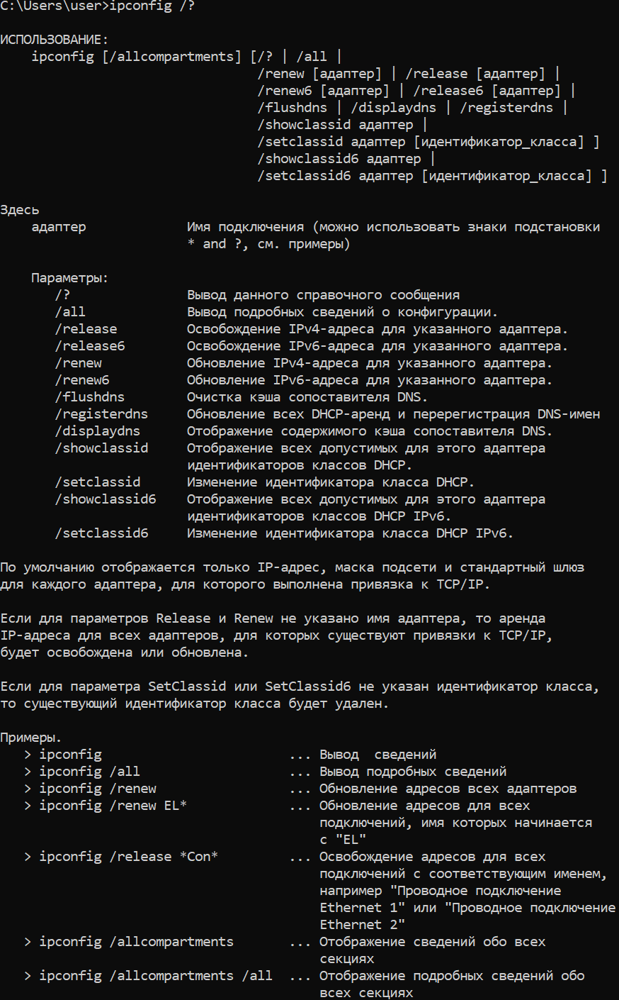 C:\Users\user>ipconfig /?
ИСПОЛЬЗОВАНИЕ:
ipconfig [/allcompartments] [/? | /all |
/renew [адаптер] | /release [адаптер] |
/renew6 [адаптер] | /release6 [адаптер] |
/flushdns | /displaydns | /registerdns |
/showclassid адаптер |
/setclassid адаптер [идентификатор_класса] ]
/showclassid6 адаптер |
/setclassid6 адаптер [идентификатор_класса] ]
Здесь
адаптер Имя подключения (можно использовать знаки подстановки
* and ?, см. примеры)
Параметры:
/? Вывод данного справочного сообщения
/all Вывод подробных сведений о конфигурации.
/release Освобождение IPv4-адреса для указанного адаптера.
/release6 Освобождение IPv6-адреса для указанного адаптера.
/renew Обновление IPv4-адреса для указанного адаптера.
/renew6 Обновление IPv6-адреса для указанного адаптера.
/flushdns Очистка кэша сопоставителя DNS.
/registerdns Обновление всех DHCP-аренд и перерегистрация DNS-имен
/displaydns Отображение содержимого кэша сопоставителя DNS.
/showclassid Отображение всех допустимых для этого адаптера
идентификаторов классов DHCP.
/setclassid Изменение идентификатора класса DHCP.
/showclassid6 Отображение всех допустимых для этого адаптера
идентификаторов классов DHCP IPv6.
/setclassid6 Изменение идентификатора класса DHCP IPv6.
По умолчанию отображается только IP-адрес, маска подсети и стандартный шлюз
для каждого адаптера, для которого выполнена привязка к TCP/IP.
Если для параметров Release и Renew не указано имя адаптера, то аренда
IP-адреса для всех адаптеров, для которых существуют привязки к TCP/IP,
будет освобождена или обновлена.
Если для параметра SetClassid или SetClassid6 не указан идентификатор класса,
то существующий идентификатор класса будет удален.
Примеры.
> ipconfig ... Вывод  сведений
> ipconfig /all ... Вывод подробных сведений
> ipconfig /renew ... Обновление адресов всех адаптеров
> ipconfig /renew EL* ... Обновление адресов для всех
подключений, имя которых начинается
с "EL"
> ipconfig /release *Con* ... Освобождение адресов для всех
подключений с соответствующим именем,
например "Проводное подключение
Ethernet 1" или "Проводное подключение
Ethernet 2"
> ipconfig /allcompartments ... Отображение сведений обо всех
секциях
> ipconfig /allcompartments /all ... Отображение подробных сведений обо
всех секциях